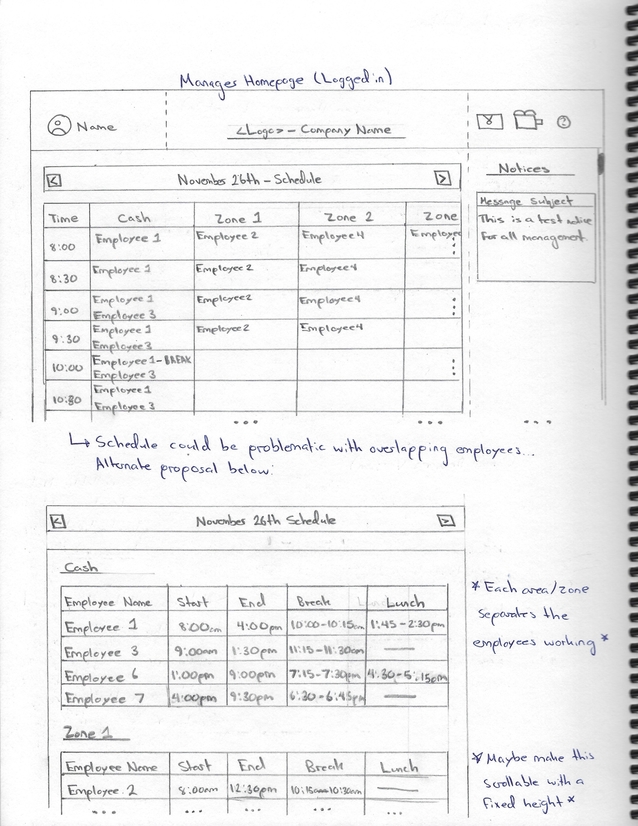 Manages Homepage (Logged in)
Name
<Logo> - Company Name
?
Notices
< November 26th - Schedule >
Message Subject
This is a test notice
For all management
Time Cash Zone 1 Zone 2 Zone
8:00 Employee 1 Employee 2 Employee 4 Employee
8:30 Employee 1 Employee 2 Employee 4
9:00 Employee 1 Employee 2 Employee 4
Employee 3
9:30 Employee 1 Employee 2 Employee 4
Employee 3
10:00 Employee 1 - BREAK
Employee 3
10:30 Employee 1
Employee 3
... ... ...
↳ Schedule could be problematic with overlapping employees...
Alternate proposal below:
< November 26th Schedule >
Cash
Employee Name Start End Break Lunch
Employee 1 8:00am 4:00pm 10:00-10:15am 1:45-2:30pm
Employee 3 9:00am 1:30pm 11:15-11:30am —
Employee 6 1:00pm 9:00pm 7:15-7:30pm 4:30-5:15pm
Employee 7 4:00pm 9:30pm 6:30-6:45pm —
* Each area/zone
separates the
employees working *
Zone 1
Employee Name Start End Break Lunch
Employee 2 8:00am 12:30pm 10:15am-10:30am —
... ... ... ... ...
* Maybe make this
scrollable with a
fixed height *